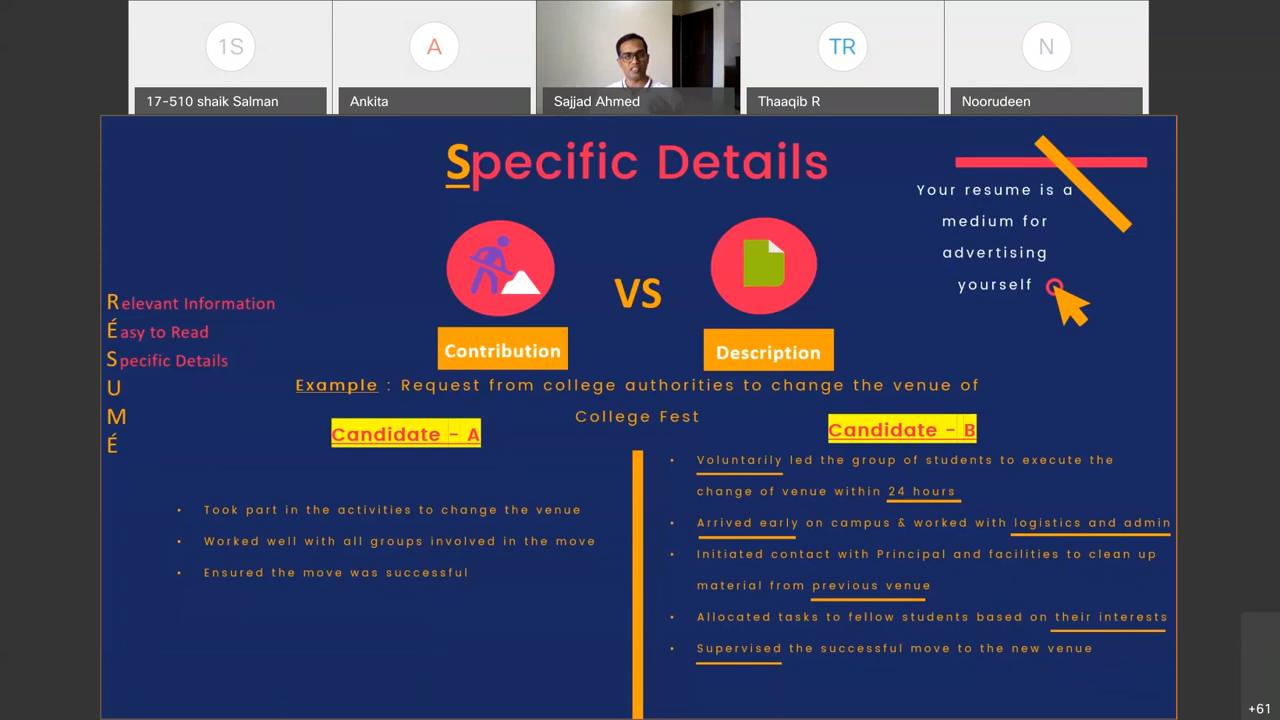 1S
A
TR
N
17-510 shaik Salman
Ankita
Sajjad Ahmed
Thaaqib R
Noorudeen
Specific Details
Your resume is a
medium for
advertising
yourself
VS
Contribution
Description
Relevant Information
Éasy to Read
Specific Details
U
M
É
Example : Request from college authorities to change the venue of
College Fest
Candidate - A
Took part in the activities to change the venue
Worked well with all groups involved in the move
Ensured the move was successful
Candidate - B
Voluntarily led the group of students to execute the
change of venue within 24 hours
Arrived early on campus & worked with logistics and admin
Initiated contact with Principal and facilities to clean up
material from previous venue
Allocated tasks to fellow students based on their interests
Supervised the successful move to the new venue
+61